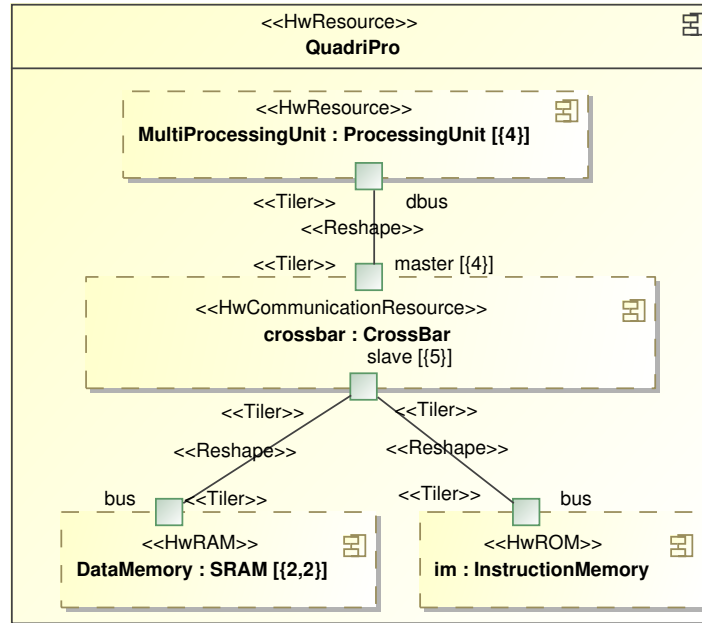 <<HwResource>>
QuadriPro
<<HwResource>>
MultiProcessingUnit : ProcessingUnit [{4}]
<<Tiler>> dbus
<<Reshape>>
<<Tiler>> master [{4}]
<<HwCommunicationResource>>
crossbar : CrossBar
slave [{5}]
<<Tiler>> <<Tiler>>
<<Reshape>> <<Reshape>>
bus <<Tiler>> <<Tiler>> bus
<<HwRAM>> <<HwROM>>
DataMemory : SRAM [{2,2}] im : InstructionMemory